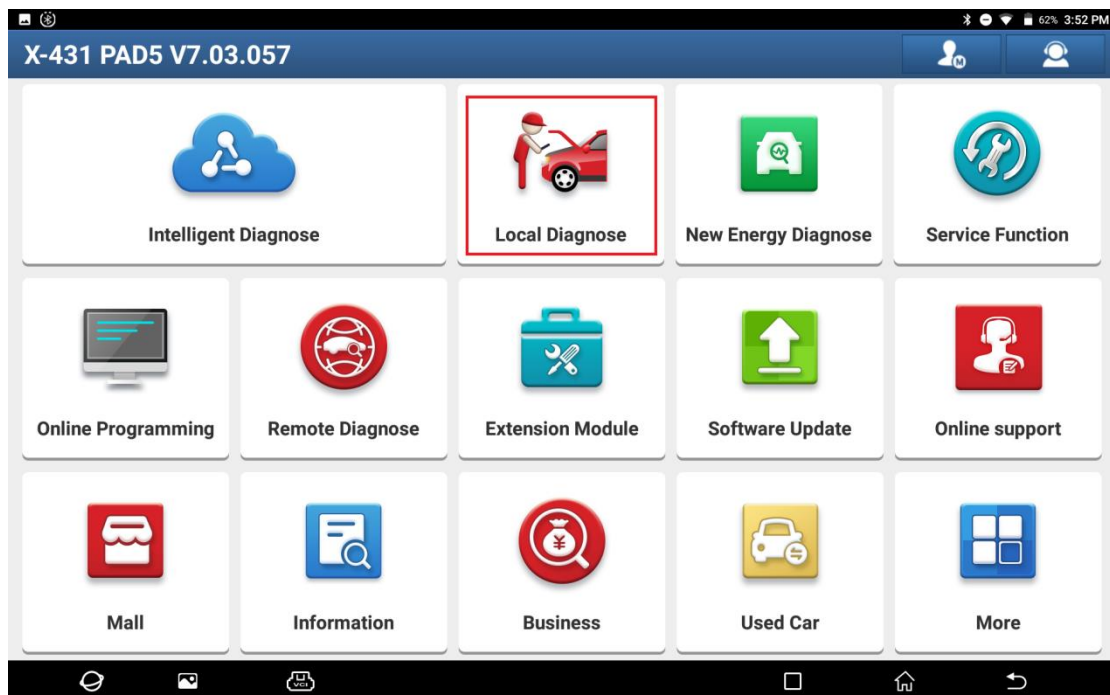 62% 3:52 PM
X-431 PAD5 V7.03.057
M
Intelligent Diagnose
Local Diagnose
New Energy Diagnose
Service Function
Online Programming
Remote Diagnose
Extension Module
Software Update
Online support
¥
Mall
Information
Business
Used Car
More
VCI